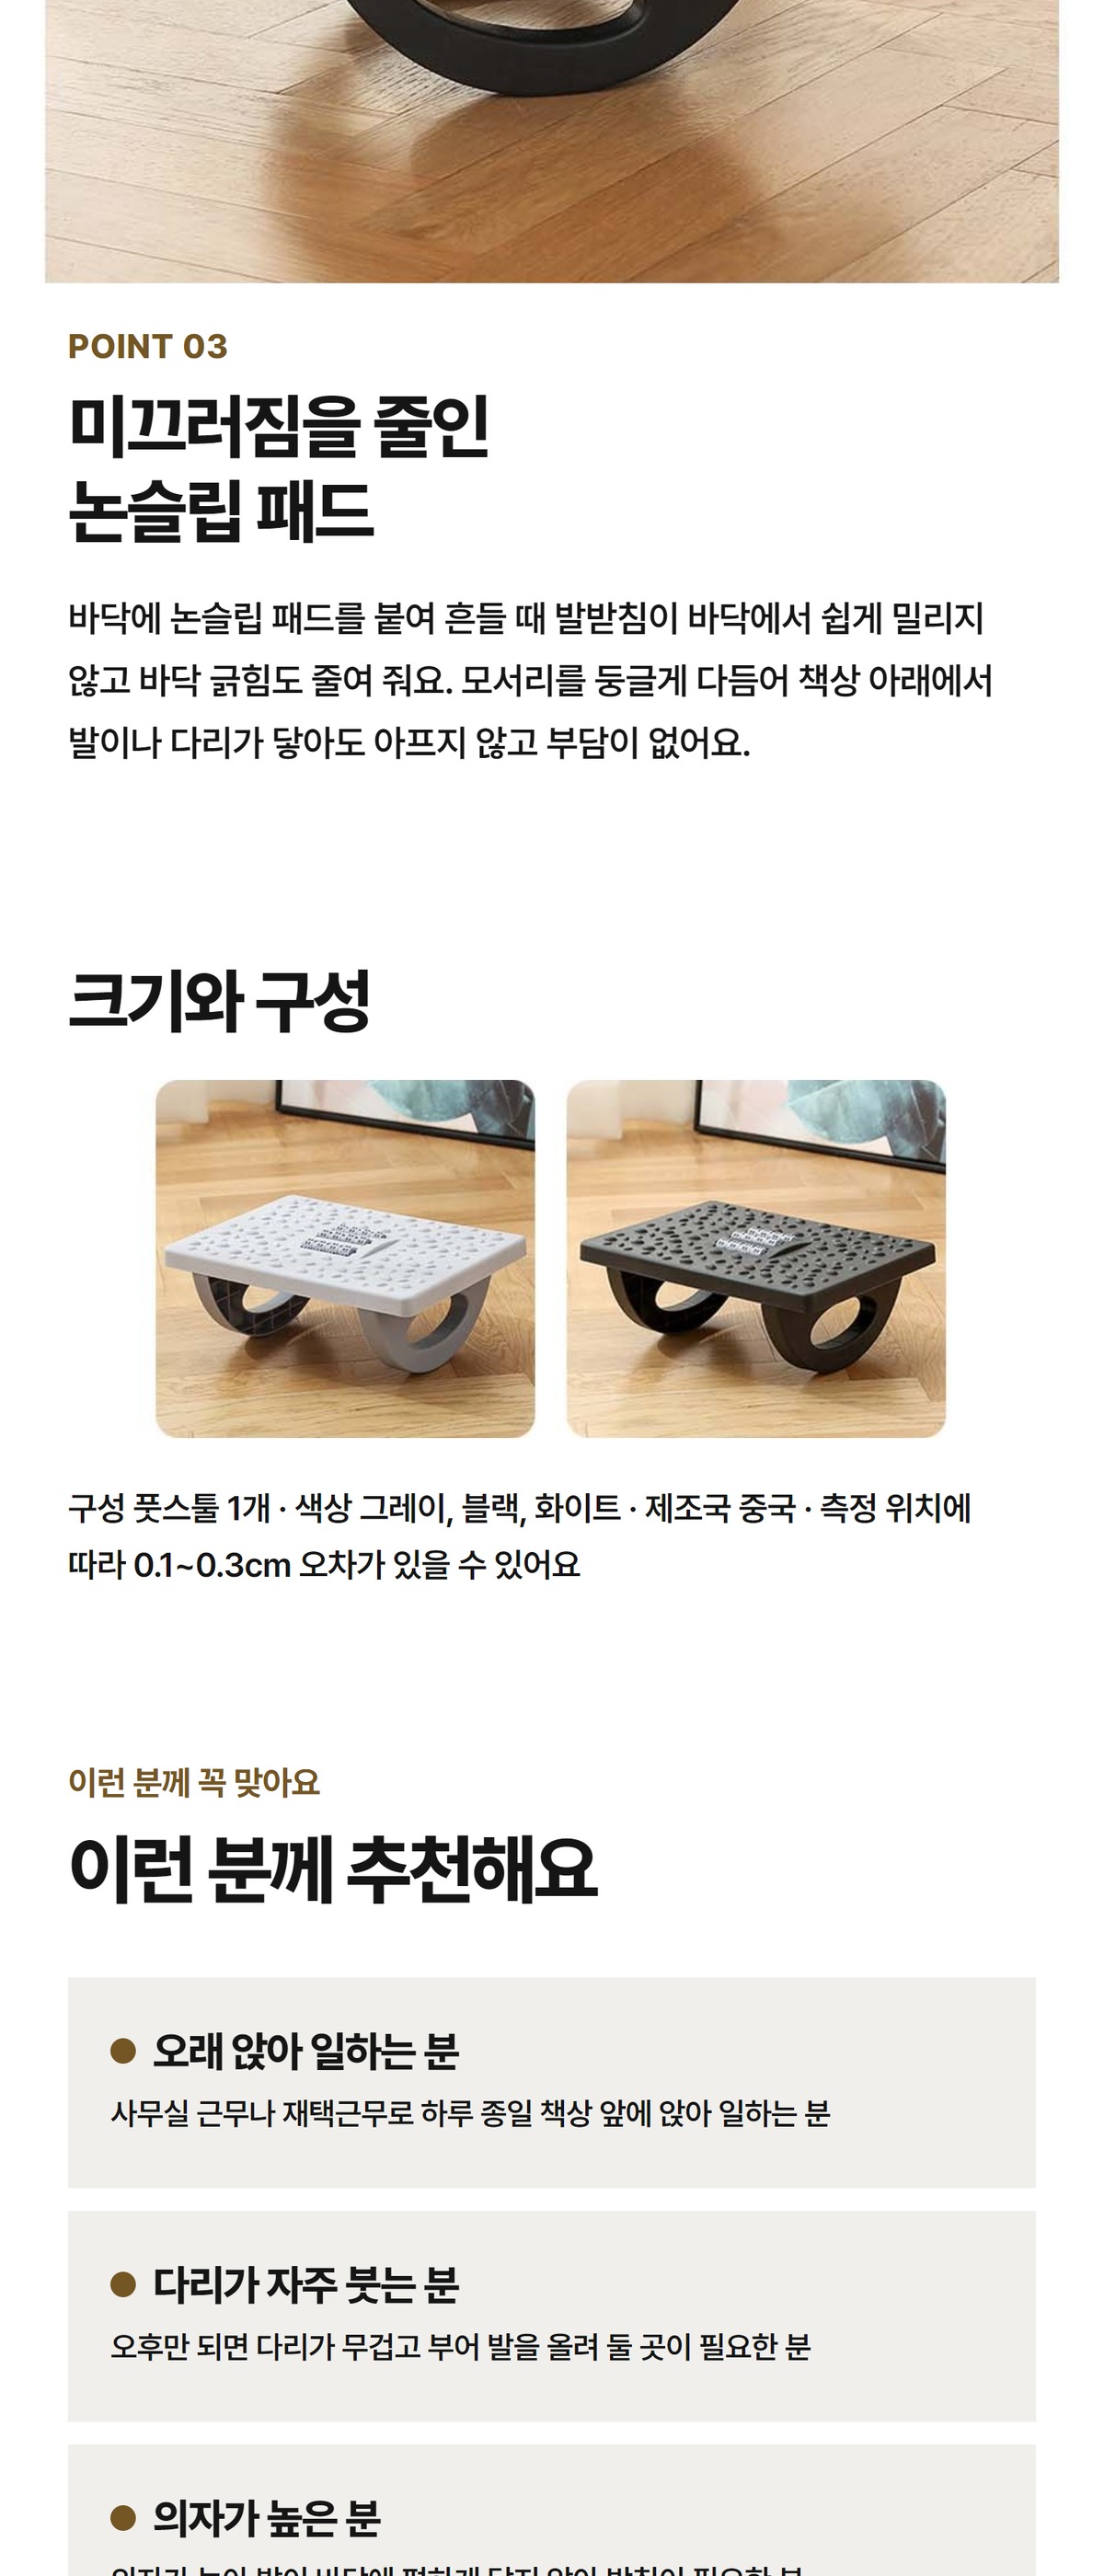 POINT 03
미끄러짐을 줄인
논슬립 패드
바닥에 논슬립 패드를 붙여 흔들 때 발받침이 바닥에서 쉽게 밀리지
않고 바닥 긁힘도 줄여 줘요. 모서리를 둥글게 다듬어 책상 아래에서
발이나 다리가 닿아도 아프지 않고 부담이 없어요.
크기와 구성
구성 풋스툴 1개 · 색상 그레이, 블랙, 화이트 · 제조국 중국 · 측정 위치에
따라 0.1~0.3cm 오차가 있을 수 있어요
이런 분께 꼭 맞아요
이런 분께 추천해요
오래 앉아 일하는 분
사무실 근무나 재택근무로 하루 종일 책상 앞에 앉아 일하는 분
다리가 자주 붓는 분
오후만 되면 다리가 무겁고 부어 발을 올려 둘 곳이 필요한 분
의자가 높은 분